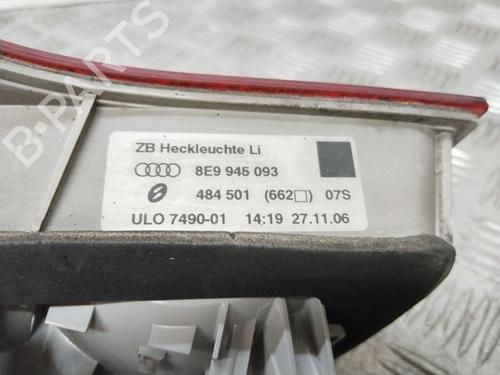 B-PARTS
ZB Heckleuchte Li
8E9 945 093
484 501 (662□) 07S
ULO 7490-01 14:19 27.11.06